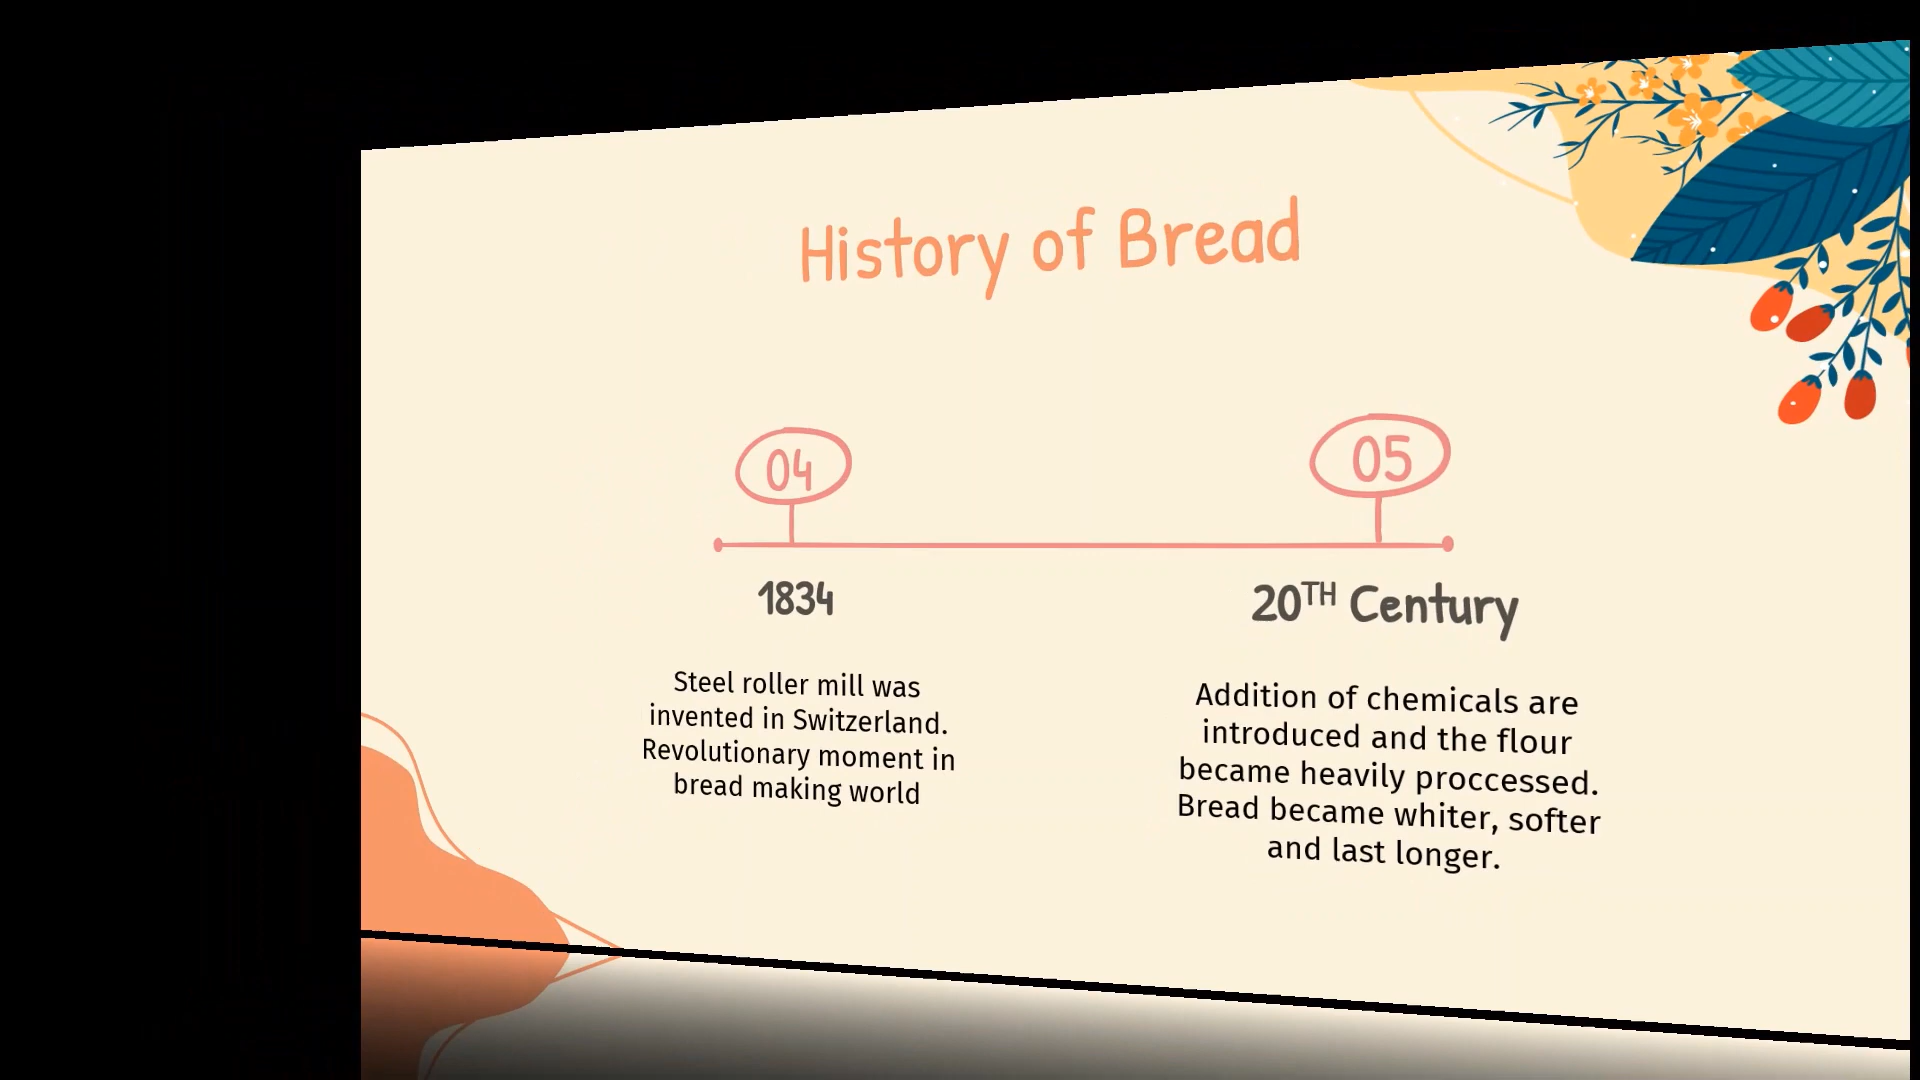 History of Bread
04
05
1834
20TH Century
Steel roller mill was
invented in Switzerland.
Revolutionary moment in
bread making world
Addition of chemicals are
introduced and the flour
became heavily proccessed.
Bread became whiter, softer
and last longer.